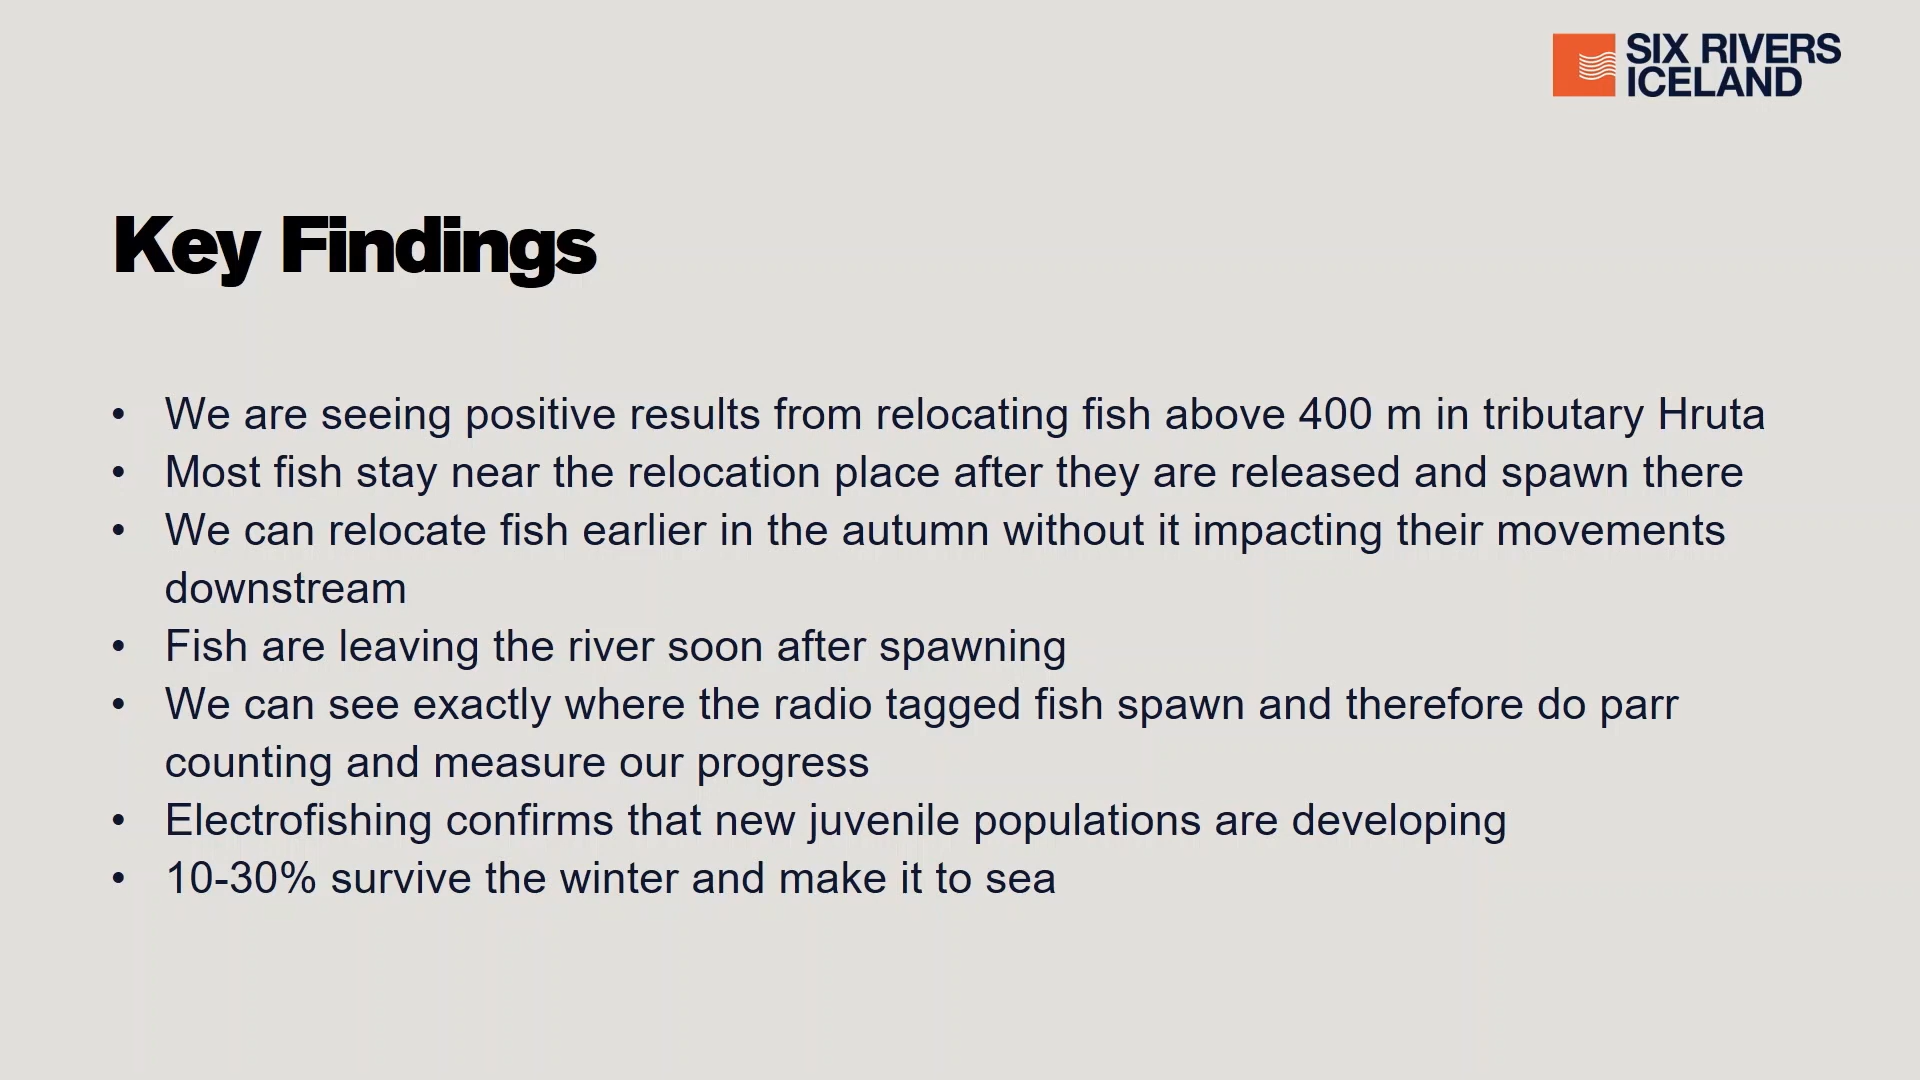 SIX RIVERS
ICELAND
Key Findings
• We are seeing positive results from relocating fish above 400 m in tributary Hruta
• Most fish stay near the relocation place after they are released and spawn there
• We can relocate fish earlier in the autumn without it impacting their movements
downstream
• Fish are leaving the river soon after spawning
• We can see exactly where the radio tagged fish spawn and therefore do parr
counting and measure our progress
• Electrofishing confirms that new juvenile populations are developing
• 10-30% survive the winter and make it to sea